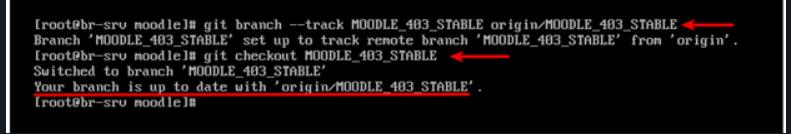 [root@br-srv moodle]# git branch --track MOODLE_403_STABLE origin/MOODLE_403_STABLE
Branch 'MOODLE_403_STABLE' set up to track remote branch 'MOODLE_403_STABLE' from 'origin'.
[root@br-srv moodle]# git checkout MOODLE_403_STABLE
Switched to branch 'MOODLE_403_STABLE'
Your branch is up to date with 'origin/MOODLE_403_STABLE'.
[root@br-srv moodle]#